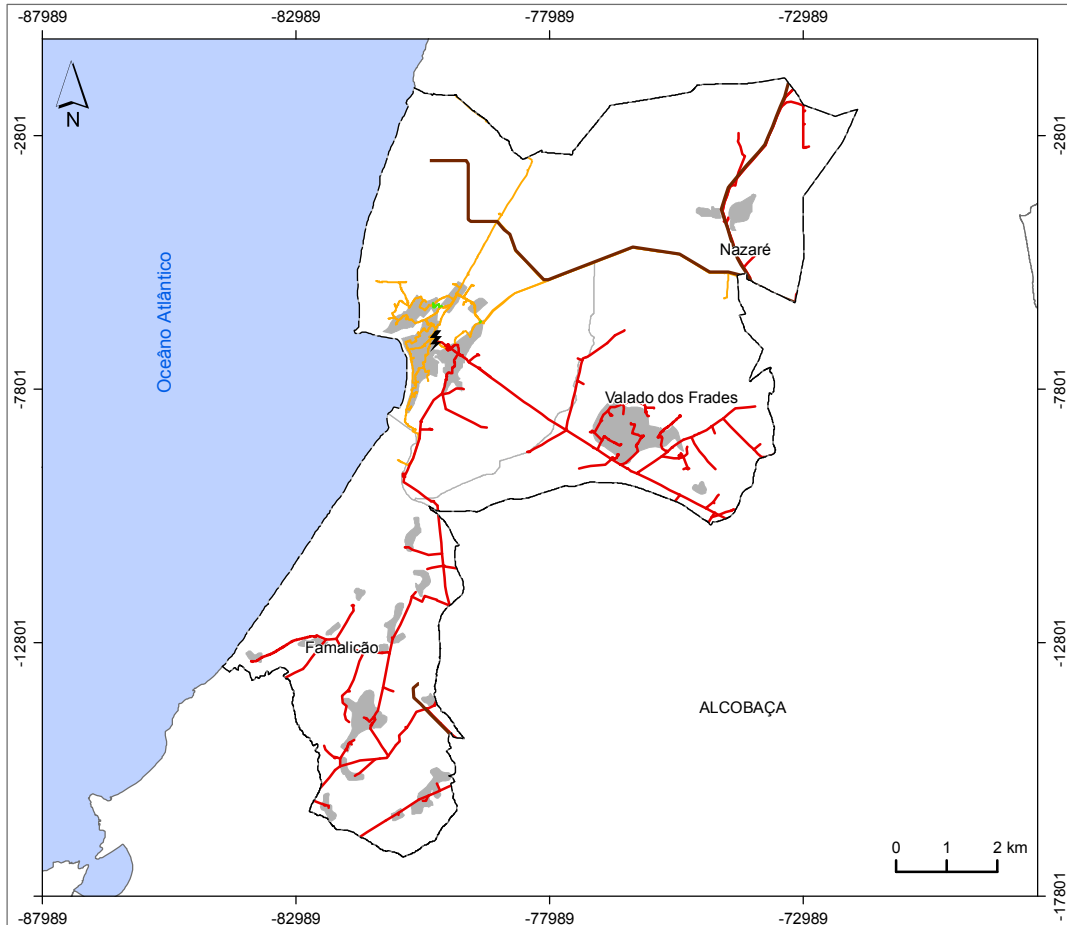 -87989 -82989 -77989 -72989
N
-2801 -2801
Nazaré
Oceâno Atlântico
-7801 -7801
Valado dos Frades
-12801 -12801
Famalicão
ALCOBAÇA
0 1 2 km
-17801
-87989 -82989 -77989 -72989